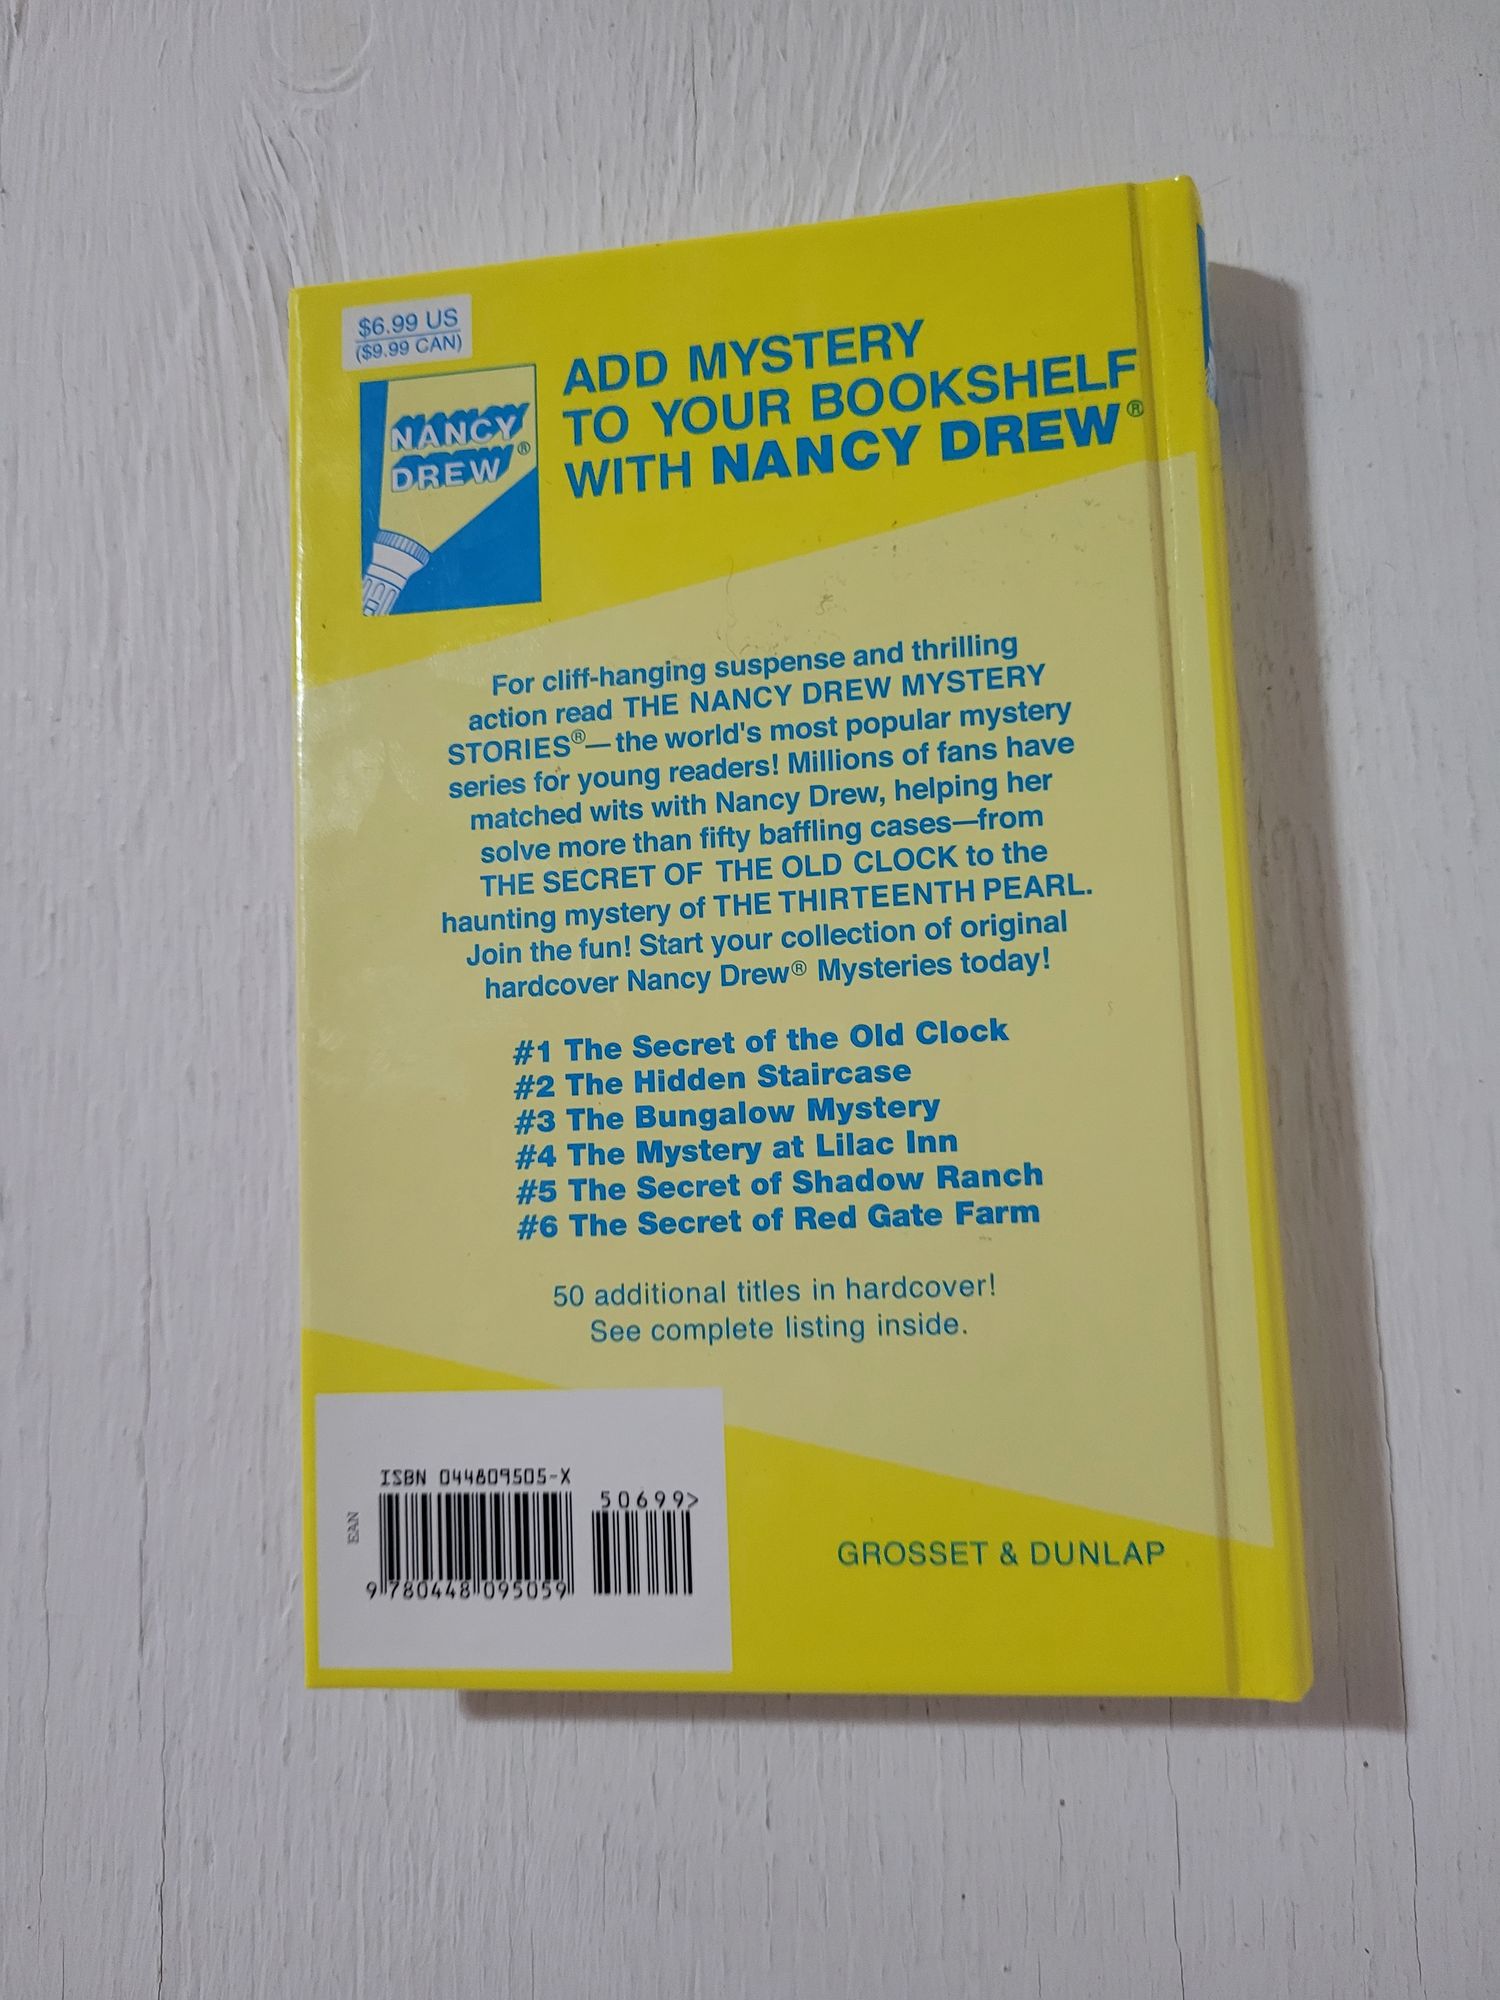 $6.99 US
($9.99 CAN)
NANCY
DREW®
ADD MYSTERY
TO YOUR BOOKSHELF
WITH NANCY DREW®
For cliff-hanging suspense and thrilling
action read THE NANCY DREW MYSTERY
STORIES®—the world's most popular mystery
series for young readers! Millions of fans have
matched wits with Nancy Drew, helping her
solve more than fifty baffling cases—from
THE SECRET OF THE OLD CLOCK to the
haunting mystery of THE THIRTEENTH PEARL.
Join the fun! Start your collection of original
hardcover Nancy Drew® Mysteries today!
#1 The Secret of the Old Clock
#2 The Hidden Staircase
#3 The Bungalow Mystery
#4 The Mystery at Lilac Inn
#5 The Secret of Shadow Ranch
#6 The Secret of Red Gate Farm
50 additional titles in hardcover!
See complete listing inside.
ISBN 044809505-X
50699>
EAN
9 780448 095059
GROSSET & DUNLAP